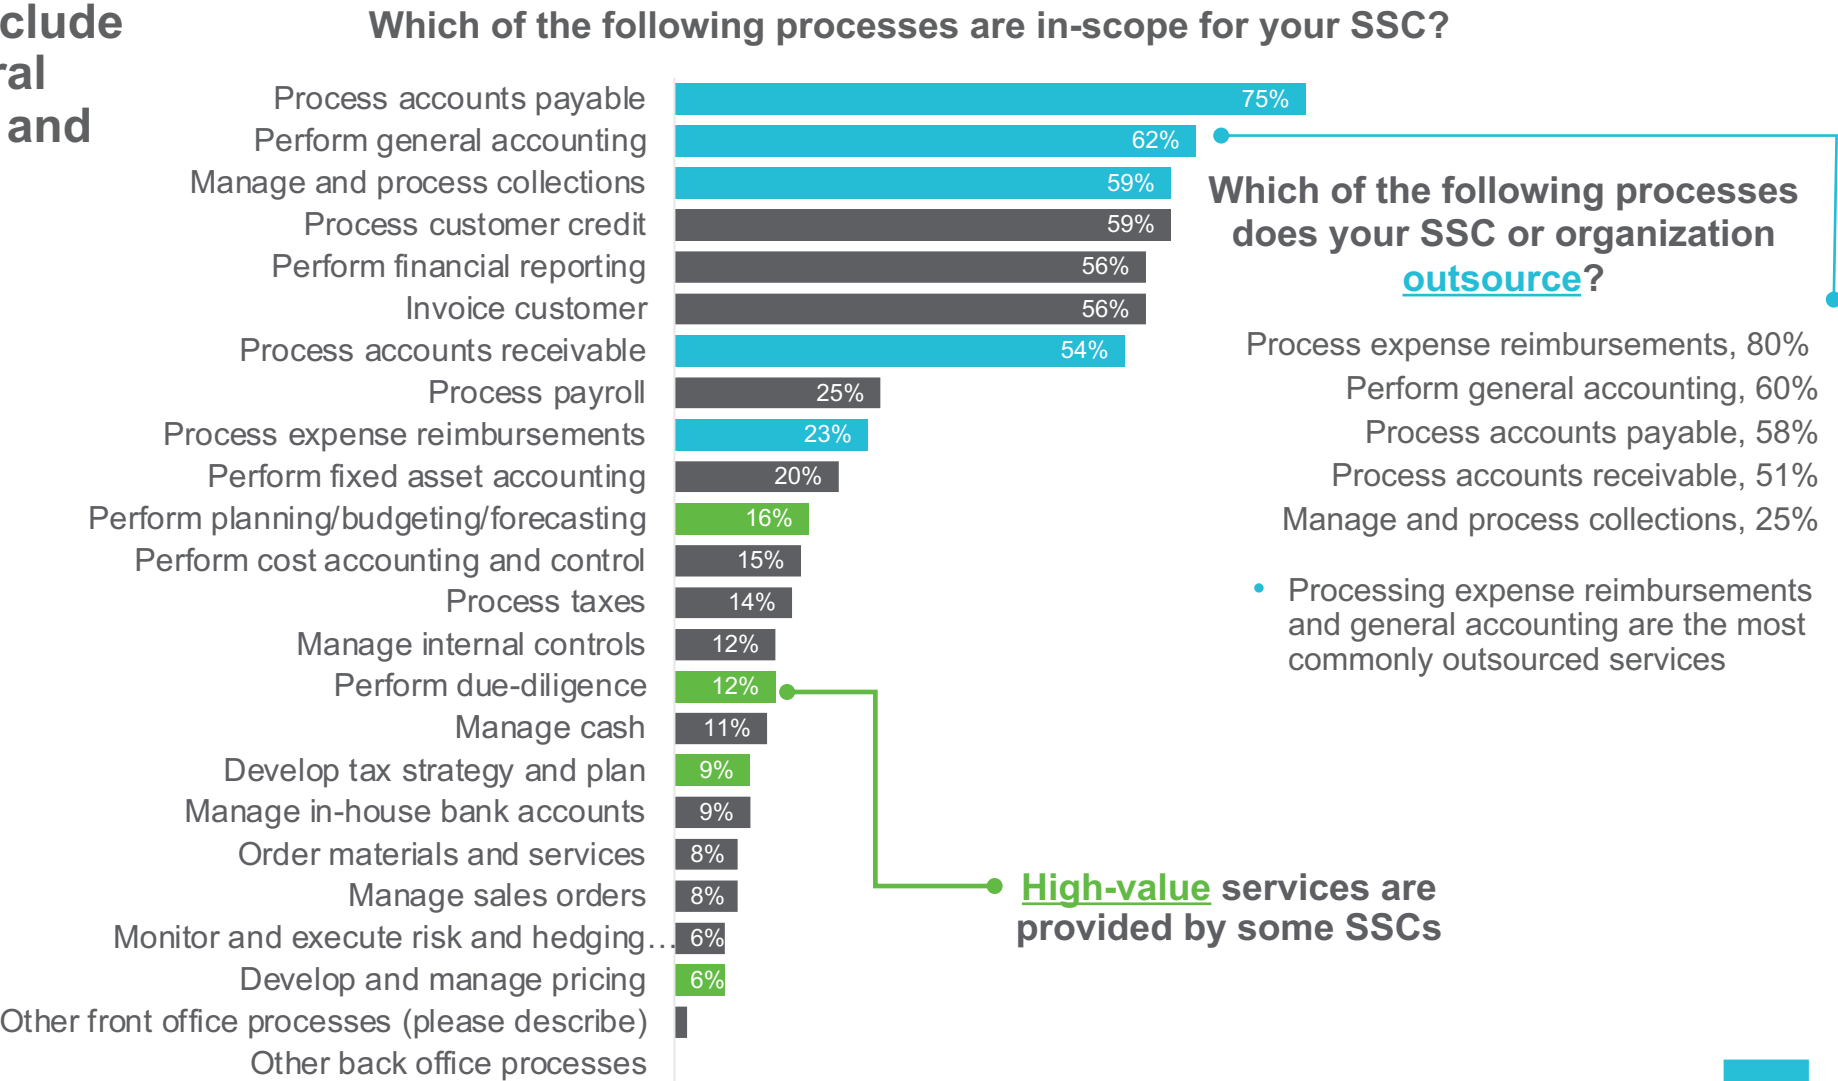 clude
ral
and
Which of the following processes are in-scope for your SSC?
Process accounts payable 75%
Perform general accounting 62%
Manage and process collections 59%
Process customer credit 59%
Perform financial reporting 56%
Invoice customer 56%
Process accounts receivable 54%
Process payroll 25%
Process expense reimbursements 23%
Perform fixed asset accounting 20%
Perform planning/budgeting/forecasting 16%
Perform cost accounting and control 15%
Process taxes 14%
Manage internal controls 12%
Perform due-diligence 12%
Manage cash 11%
Develop tax strategy and plan 9%
Manage in-house bank accounts 9%
Order materials and services 8%
Manage sales orders 8%
Monitor and execute risk and hedging… 6%
Develop and manage pricing 6%
Other front office processes (please describe)
Other back office processes
Which of the following processes
does your SSC or organization
outsource?
Process expense reimbursements, 80%
Perform general accounting, 60%
Process accounts payable, 58%
Process accounts receivable, 51%
Manage and process collections, 25%
• Processing expense reimbursements
and general accounting are the most
commonly outsourced services
High-value services are
provided by some SSCs